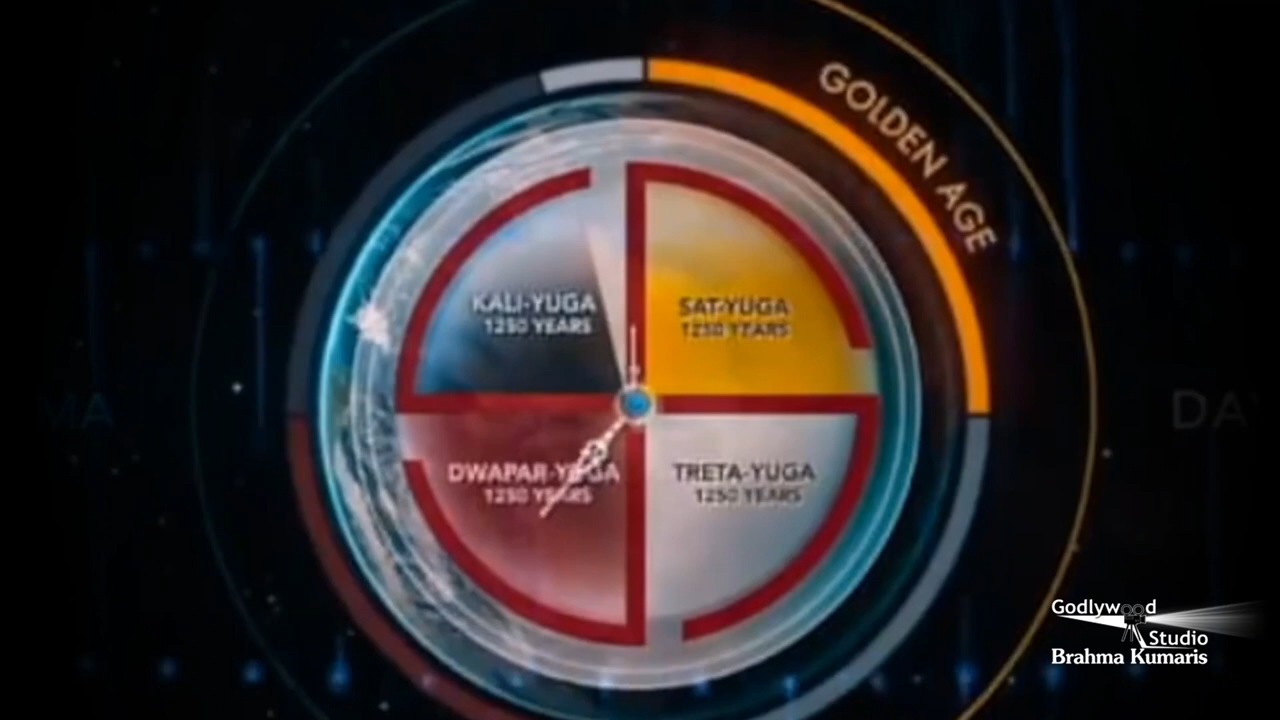 GOLDEN AGE
KALI-YUGA
1250 YEARS
SAT-YUGA
1250 YEARS
DWAPAR-YUGA
1250 YEARS
TRETA-YUGA
1250 YEARS
Godlywood
Studio
Brahma Kumaris